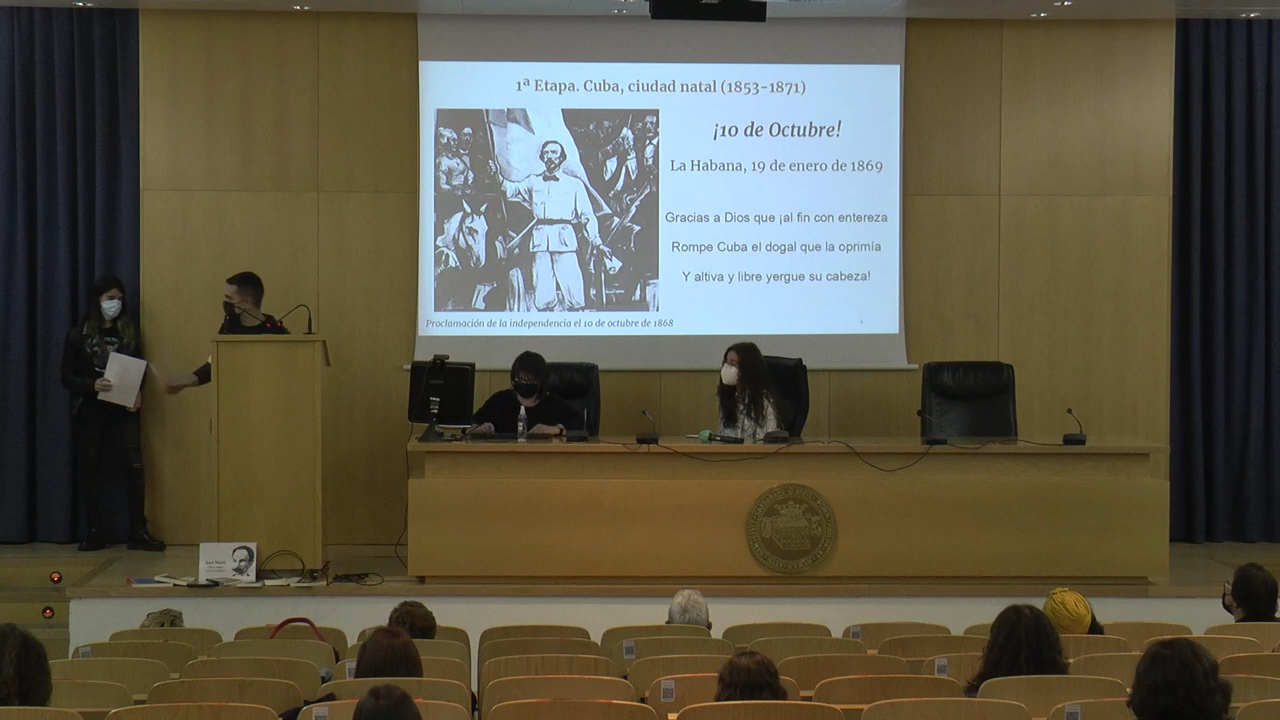 1ª Etapa. Cuba, ciudad natal (1853-1871)
¡10 de Octubre!
La Habana, 19 de enero de 1869
Gracias a Dios que ¡al fin con entereza
Rompe Cuba el dogal que la oprimía
Y altiva y libre yergue su cabeza!
Proclamación de la independencia el 10 de octubre de 1868
José Martí